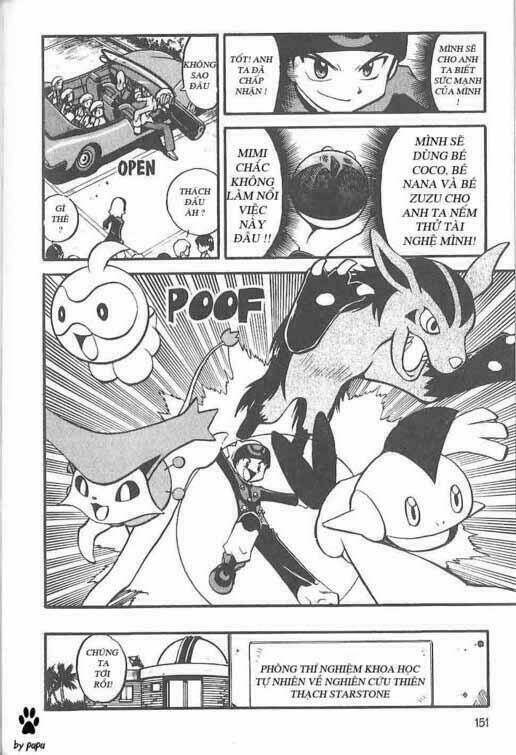 KHÔNG
SAO
ĐÂU
OPEN
THÁCH
ĐẤU À
?
GÌ
THẾ
?
TỐT! ANH
TA ĐÃ
CHẤP
NHẬN !
MÌNH SẼ
CHO ANH
TA BIẾT
SỨC MẠNH
CỦA MÌNH
!
MIMI
CHẮC
KHÔNG
LÀM NỔI
VIỆC
NÀY
ĐÂU !!
MÌNH SẼ
DÙNG BÉ
COCO, BÉ
NANA VÀ BÉ
ZUZU CHO
ANH TA NẾM
THỬ TÀI
NGHỆ MÌNH!
POOF
CHÚNG
TA
TỚI
RỒI!
PHÒNG THÍ NGHIỆM KHOA HỌC
TỰ NHIÊN VỀ NGHIÊN CỨU THIÊN
THẠCH STARSTONE
151
by papu